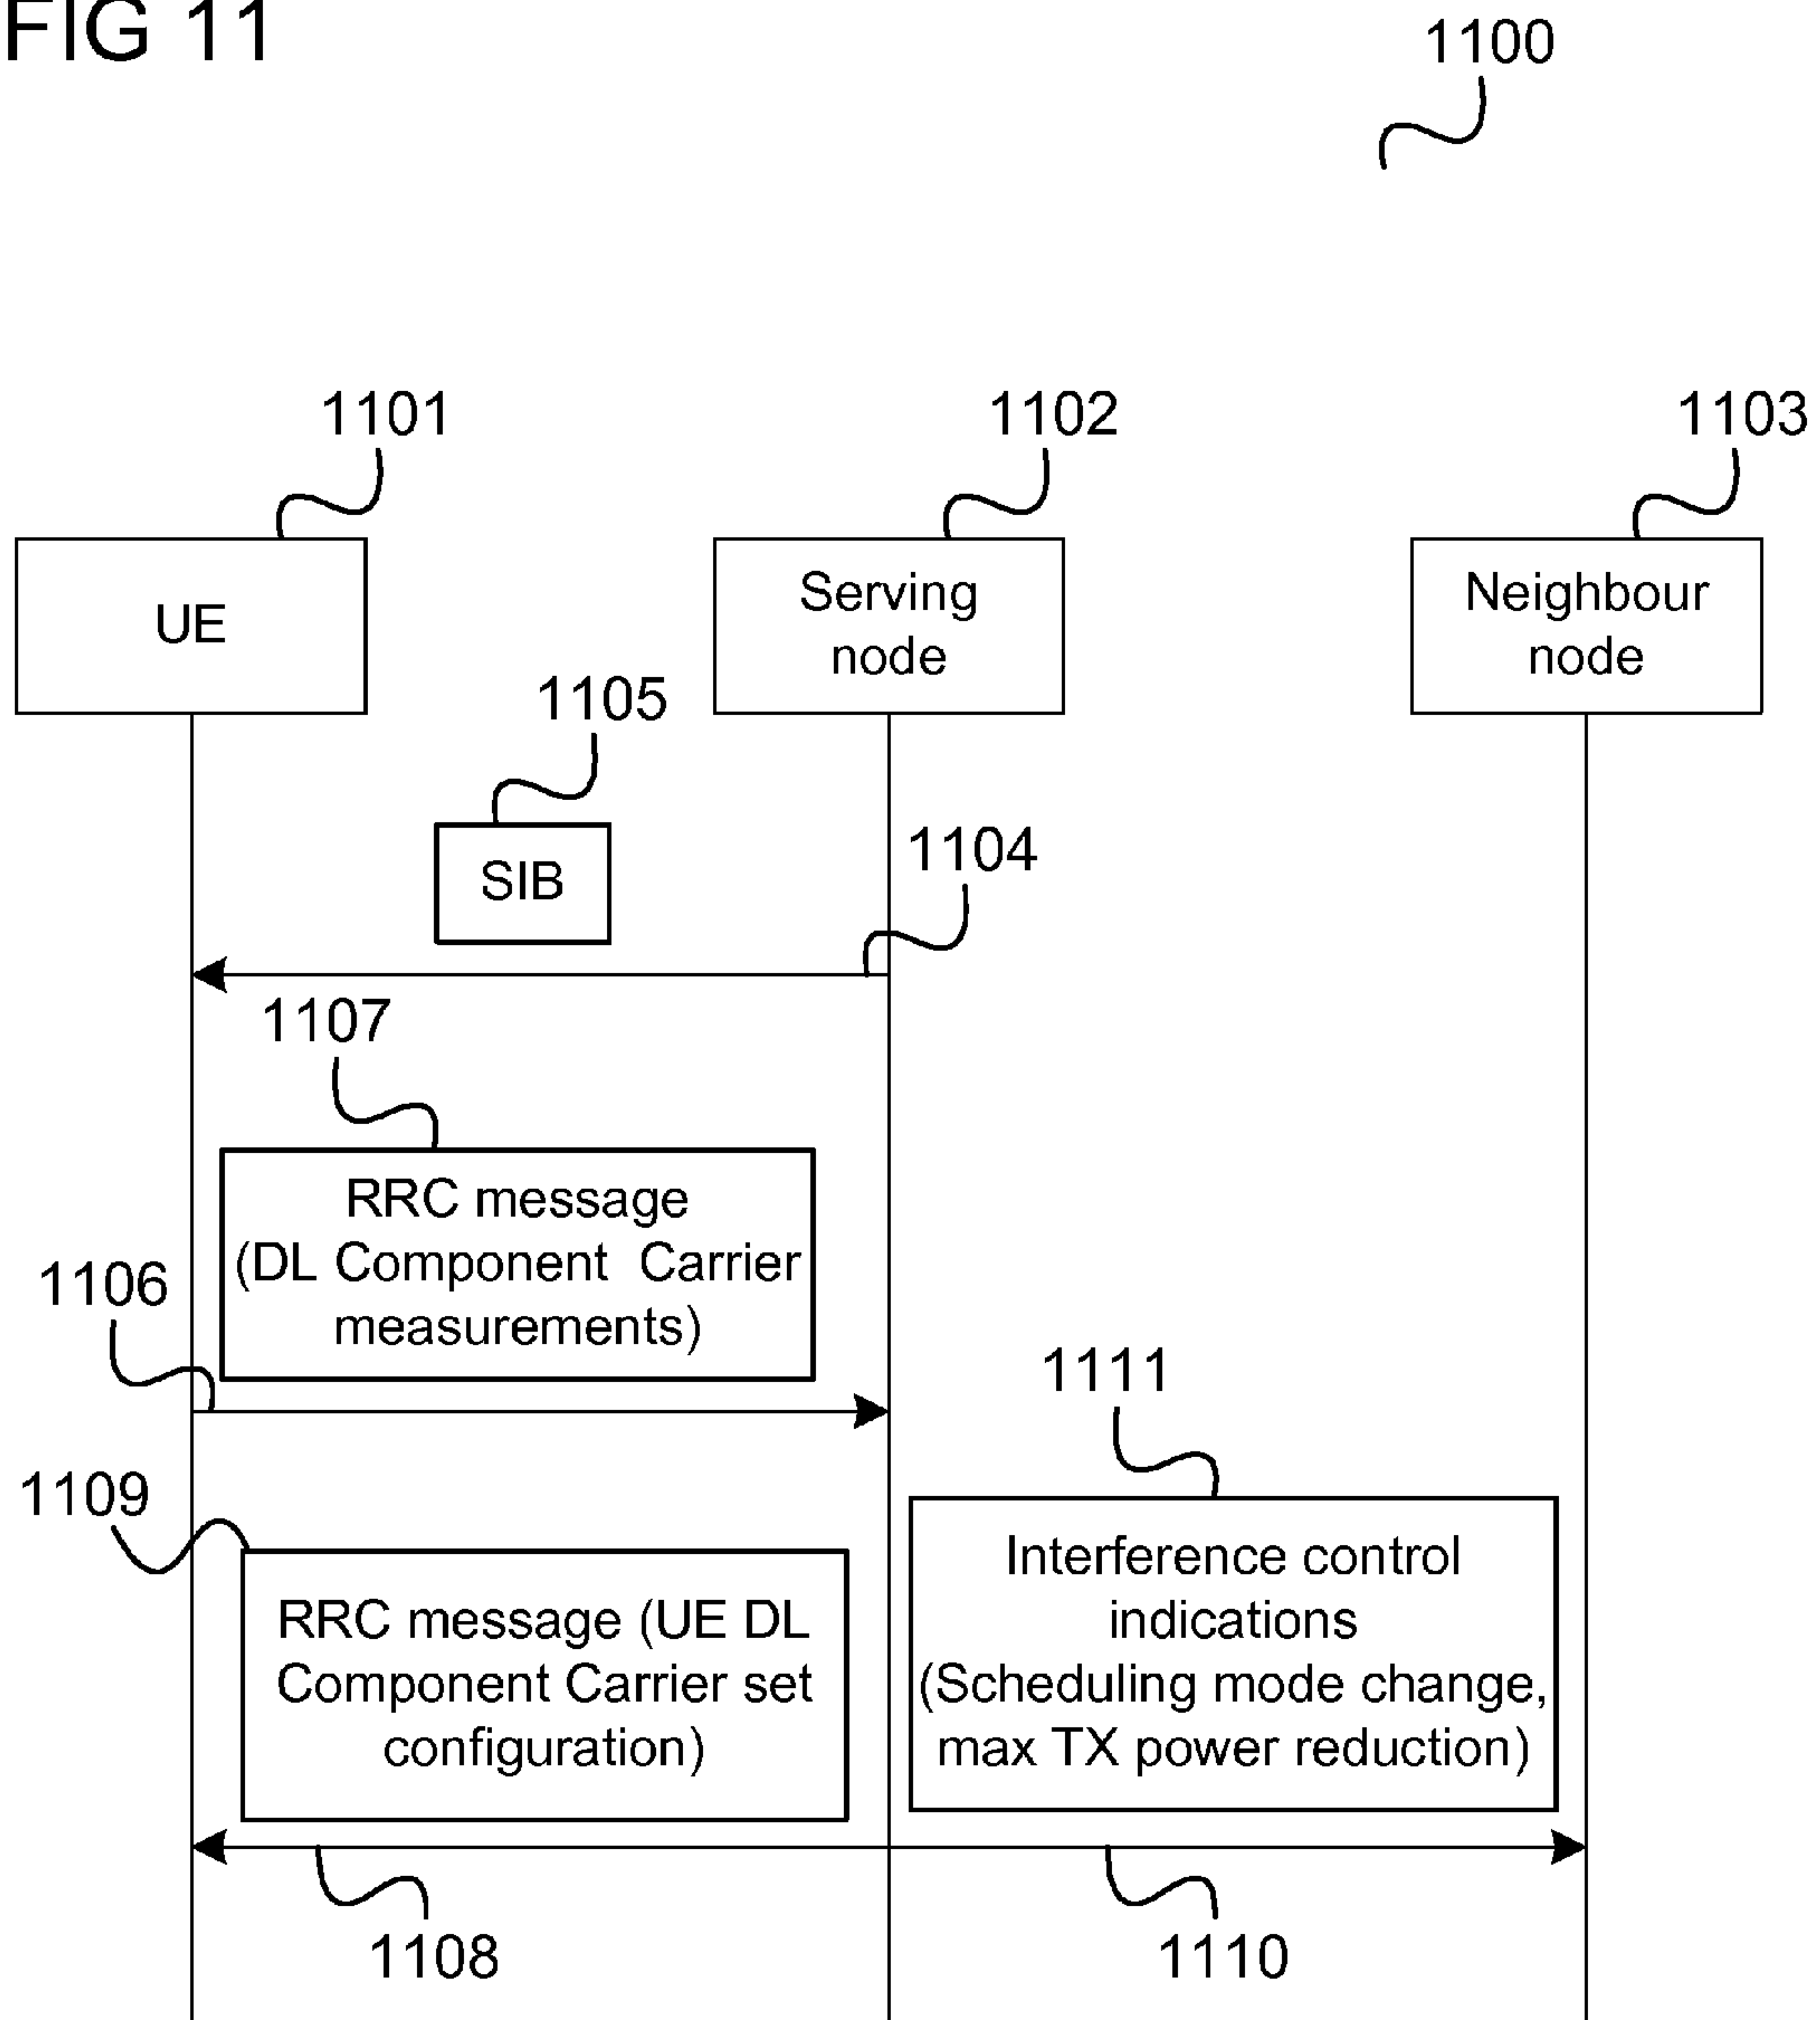 FIG 11
1100
1101
1102
1103
UE
Serving
node
Neighbour
node
1105
SIB
1104
1107
RRC message
(DL Component Carrier
measurements)
1106
1111
1109
Interference control
indications
(Scheduling mode change,
max TX power reduction)
RRC message (UE DL
Component Carrier set
configuration)
1108
1110